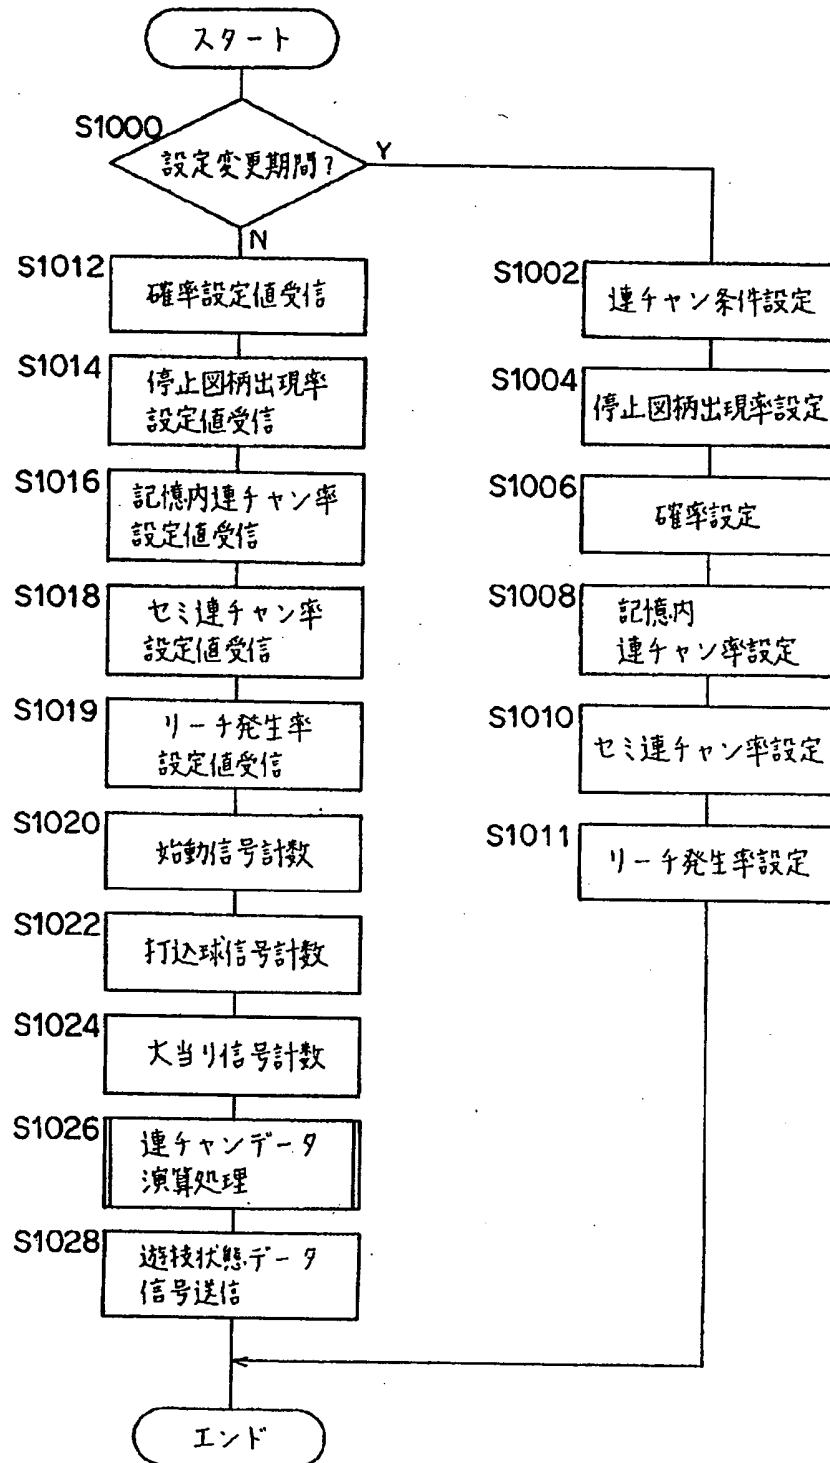 スタート
S1000
設定変更期間?
Y
N
S1012
確率設定値受信
S1014
停止図柄出現率
設定値受信
S1016
記憶内連チャン率
設定値受信
S1018
セミ連チャン率
設定値受信
S1019
リーチ発生率
設定値受信
S1020
始動信号計数
S1022
打込球信号計数
S1024
大当り信号計数
S1026
連チャンデータ
演算処理
S1028
遊技状態データ
信号送信
S1002
連チャン条件設定
S1004
停止図柄出現率設定
S1006
確率設定
S1008
記憶内
連チャン率設定
S1010
セミ連チャン率設定
S1011
リーチ発生率設定
エンド